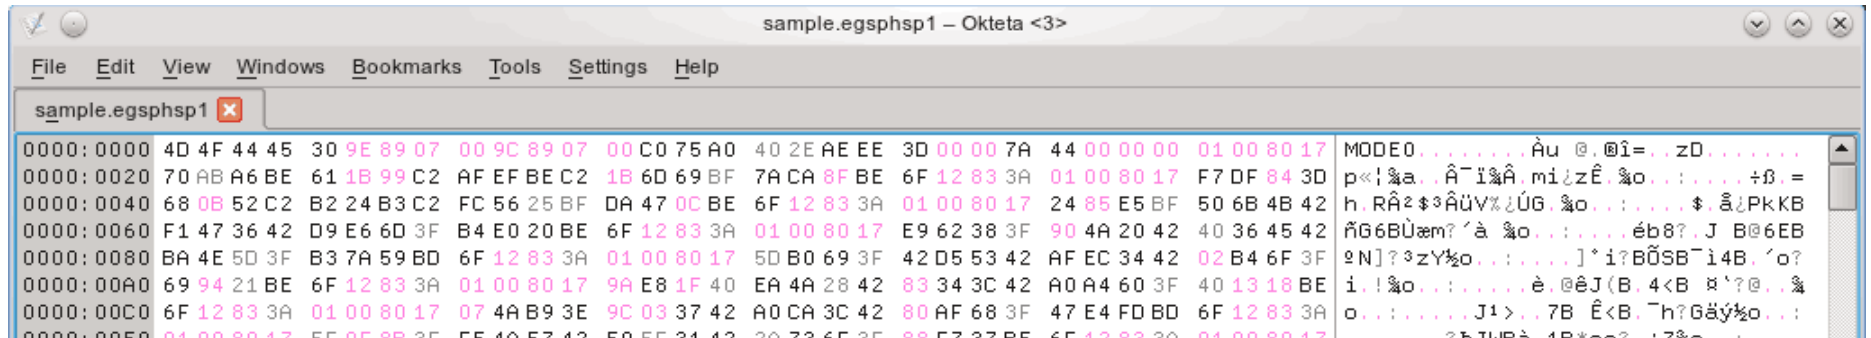 sample.egsphsp1 – Okteta <3>
File Edit View Windows Bookmarks Tools Settings Help
sample.egsphsp1
0000:0000 4D 4F 44 45 30 9E 89 07 00 9C 89 07 00 C0 75 A0 40 2E AE EE 3D 00 00 7A 44 00 00 00 01 00 80 17 MODE0........Àu @.®î=..zD.......
0000:0020 70 AB A6 BE 61 1B 99 C2 AF EF BE C2 1B 6D 69 BF 7A CA 8F BE 6F 12 83 3A 01 00 80 17 F7 DF 84 3D p«¦¾a..Â¯ï¾Â.mi¿zÊ.¾o..:....÷ß.=
0000:0040 68 0B 52 C2 B2 24 B3 C2 FC 56 25 BF DA 47 0C BE 6F 12 83 3A 01 00 80 17 24 85 E5 BF 50 6B 4B 42 h.RÂ²$³ÂüV%¿ÚG.¾o..:....$.å¿PkKB
0000:0060 F1 47 36 42 D9 E6 6D 3F B4 E0 20 BE 6F 12 83 3A 01 00 80 17 E9 62 38 3F 90 4A 20 42 40 36 45 42 ñG6BÙæm?´à ¾o..:....éb8?.J B@6EB
0000:0080 BA 4E 5D 3F B3 7A 59 BD 6F 12 83 3A 01 00 80 17 5D B0 69 3F 42 D5 53 42 AF EC 34 42 02 B4 6F 3F ºN]?³zY½o..:....]°i?BÕSB¯ì4B.´o?
0000:00A0 69 94 21 BE 6F 12 83 3A 01 00 80 17 9A E8 1F 40 EA 4A 28 42 83 34 3C 42 A0 A4 60 3F 40 13 18 BE i.!¾o..:.....è.@êJ(B.4<B ¤`?@..¾
0000:00C0 6F 12 83 3A 01 00 80 17 07 4A B9 3E 9C 03 37 42 A0 CA 3C 42 80 AF 68 3F 47 E4 FD BD 6F 12 83 3A o..:.....J¹>..7B Ê<B.¯h?Gäý½o..: